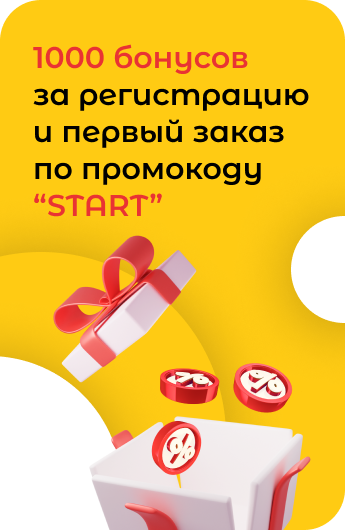 1000 бонусов
за регистрацию
и первый заказ
по промокоду
“START”
%
%
%